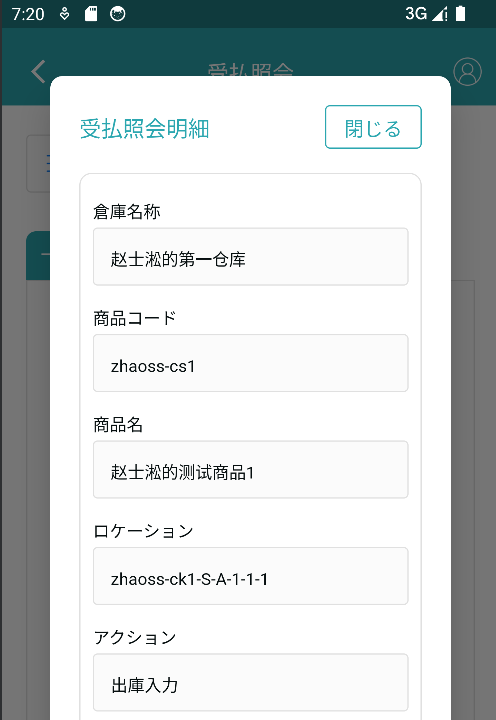 7:20
3G
受払照会
受払照会明細
閉じる
倉庫名称
赵士淞的第一仓库
商品コード
zhaoss-cs1
商品名
赵士淞的测试商品1
ロケーション
zhaoss-ck1-S-A-1-1-1
アクション
出庫入力